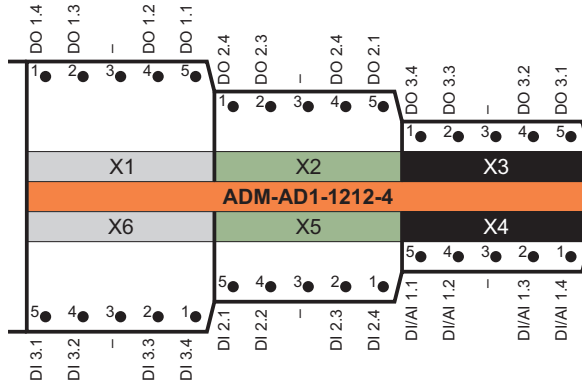 DO 1.4 DO 1.3 – DO 1.2 DO 1.1
DO 2.4 DO 2.3 – DO 2.4 DO 2.1
DO 3.4 DO 3.3 – DO 3.2 DO 3.1
1 2 3 4 5
1 2 3 4 5
1 2 3 4 5
X1 X2 X3
ADM-AD1-1212-4
X6 X5 X4
5 4 3 2 1
5 4 3 2 1
5 4 3 2 1
DI/AI 1.1 DI/AI 1.2 – DI/AI 1.3 DI/AI 1.4
DI 2.1 DI 2.2 – DI 2.3 DI 2.4
DI 3.1 DI 3.2 – DI 3.3 DI 3.4